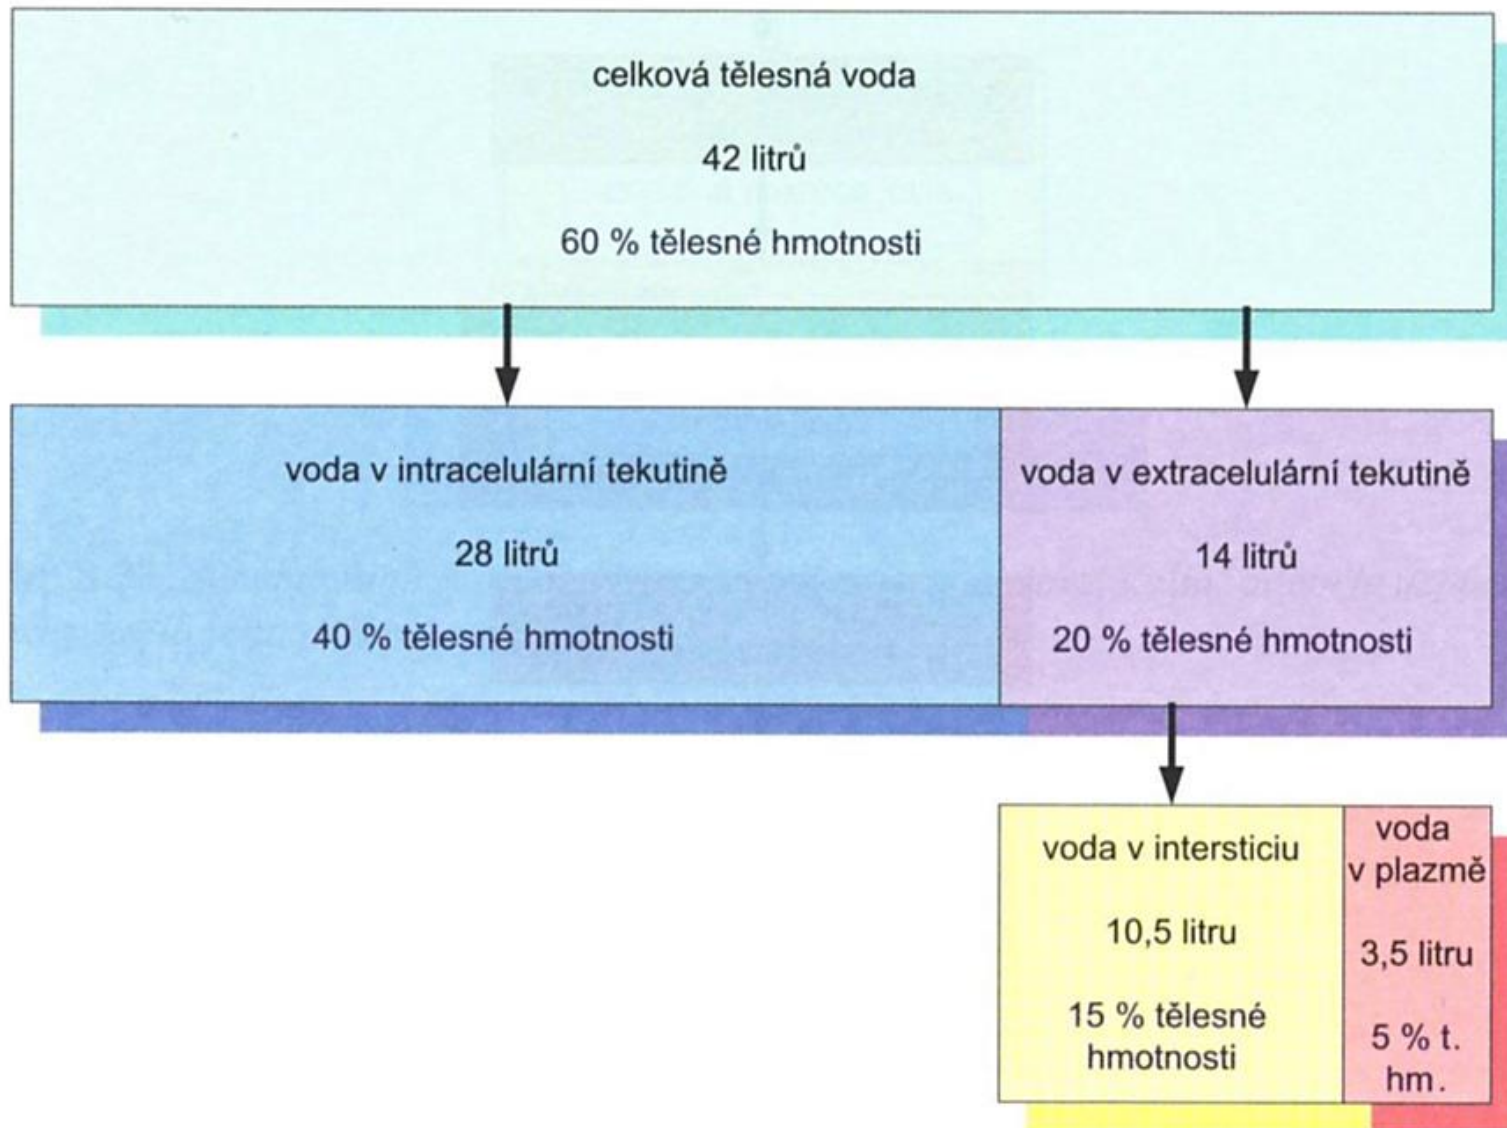 celková tělesná voda
42 litrů
60 % tělesné hmotnosti
voda v intracelulární tekutině
28 litrů
40 % tělesné hmotnosti
voda v extracelulární tekutině
14 litrů
20 % tělesné hmotnosti
voda v intersticiu
10,5 litru
15 % tělesné
hmotnosti
voda
v plazmě
3,5 litru
5 % t.
hm.